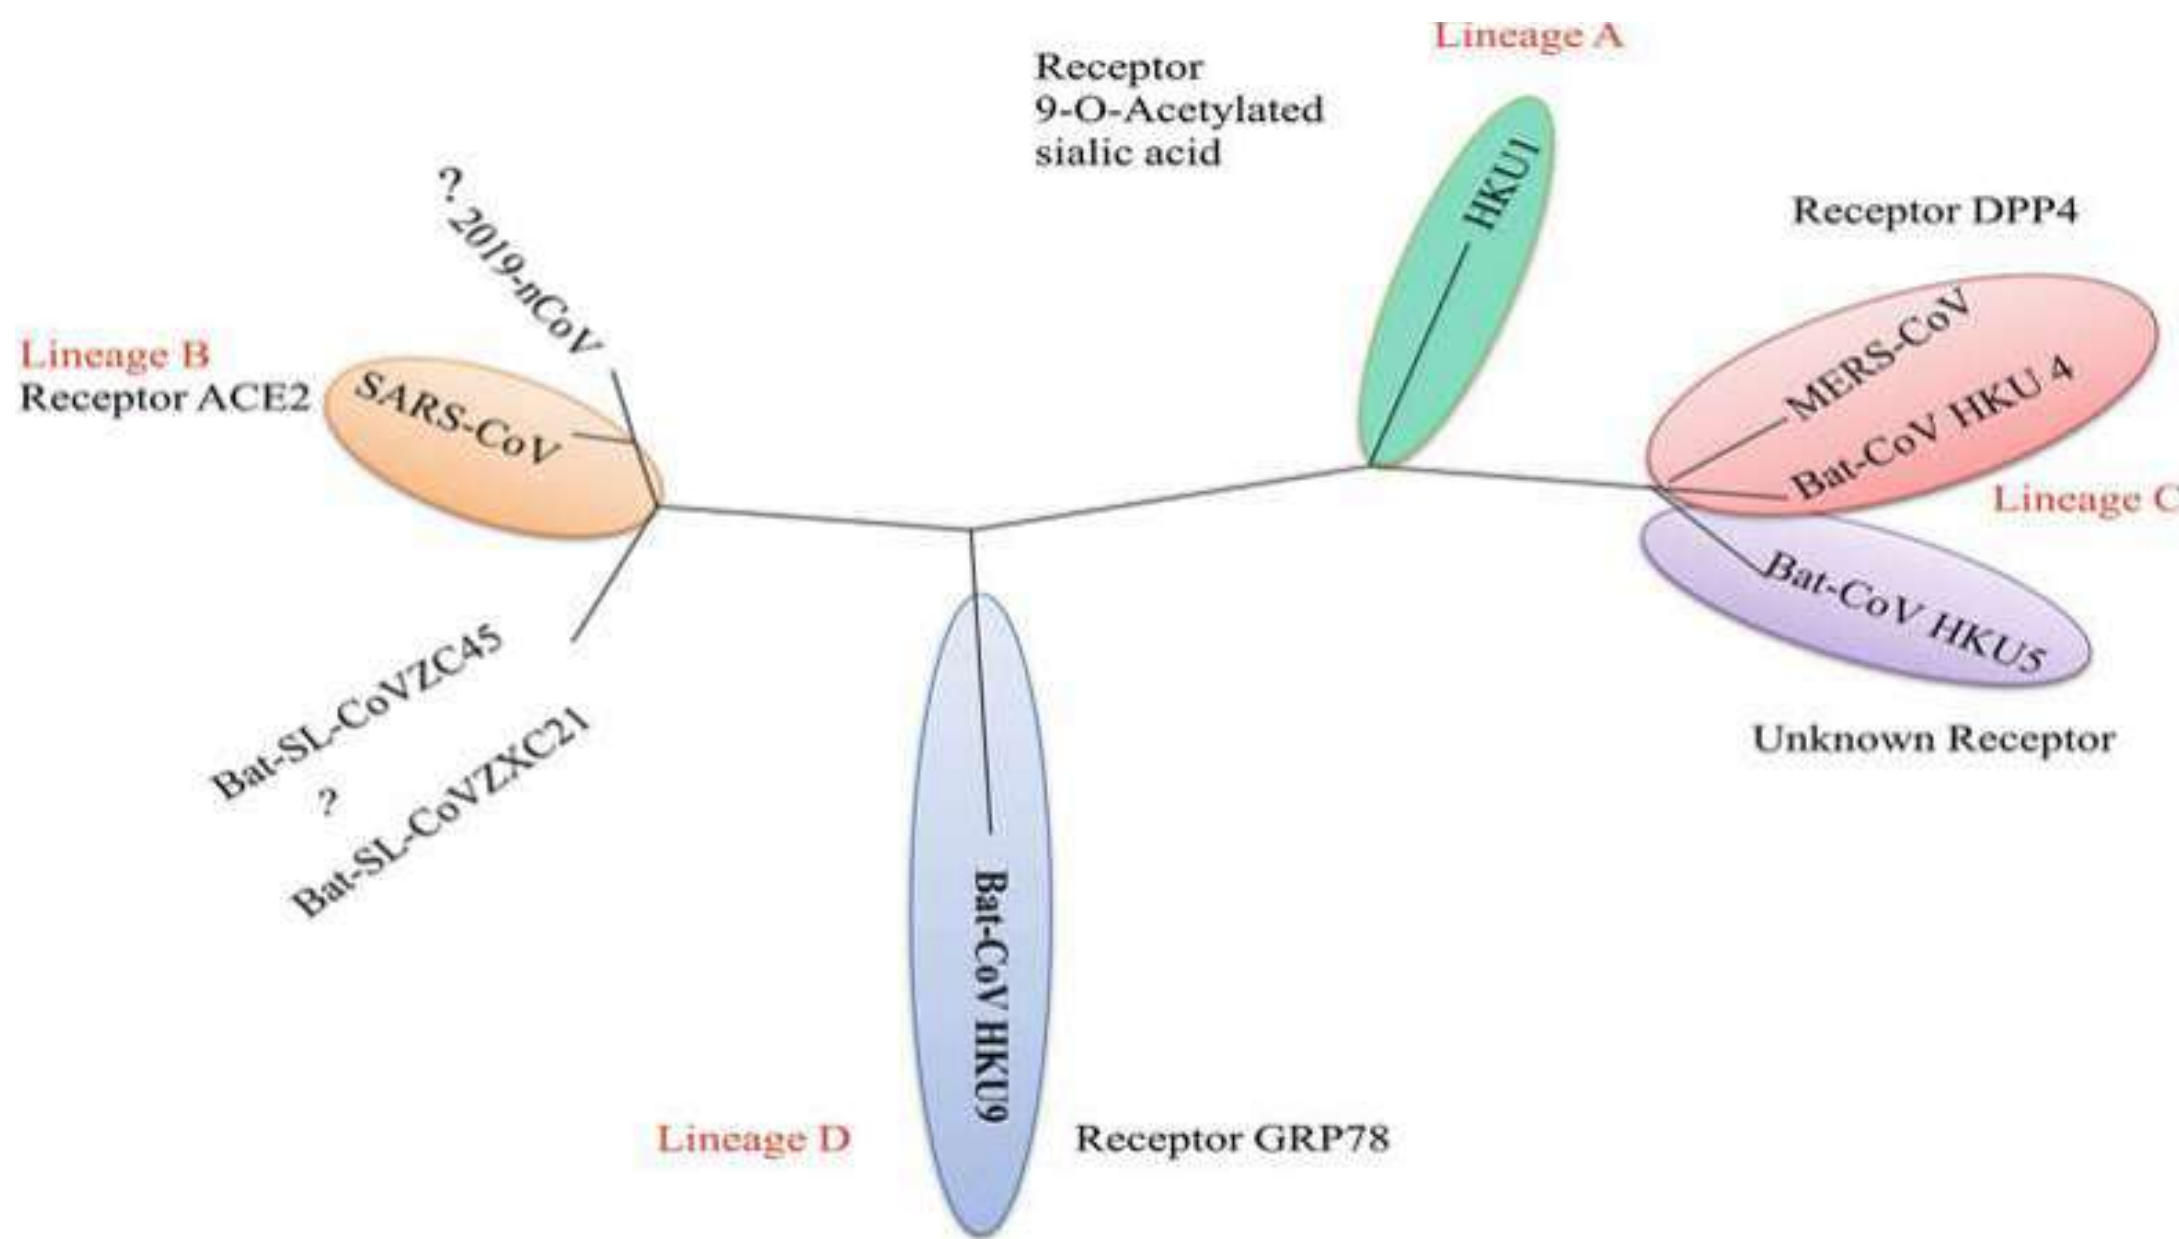 Lineage A
Receptor
9-O-Acetylated
sialic acid
HKU1
Receptor DPP4
MERS-CoV
Bat-CoV HKU 4
Lineage C
Bat-CoV HKU5
Unknown Receptor
?
2019-nCoV
Lineage B
Receptor ACE2
SARS-CoV
Bat-SL-CoVZC45
?
Bat-SL-CoVZXC21
Bat-CoV HKU9
Lineage D
Receptor GRP78